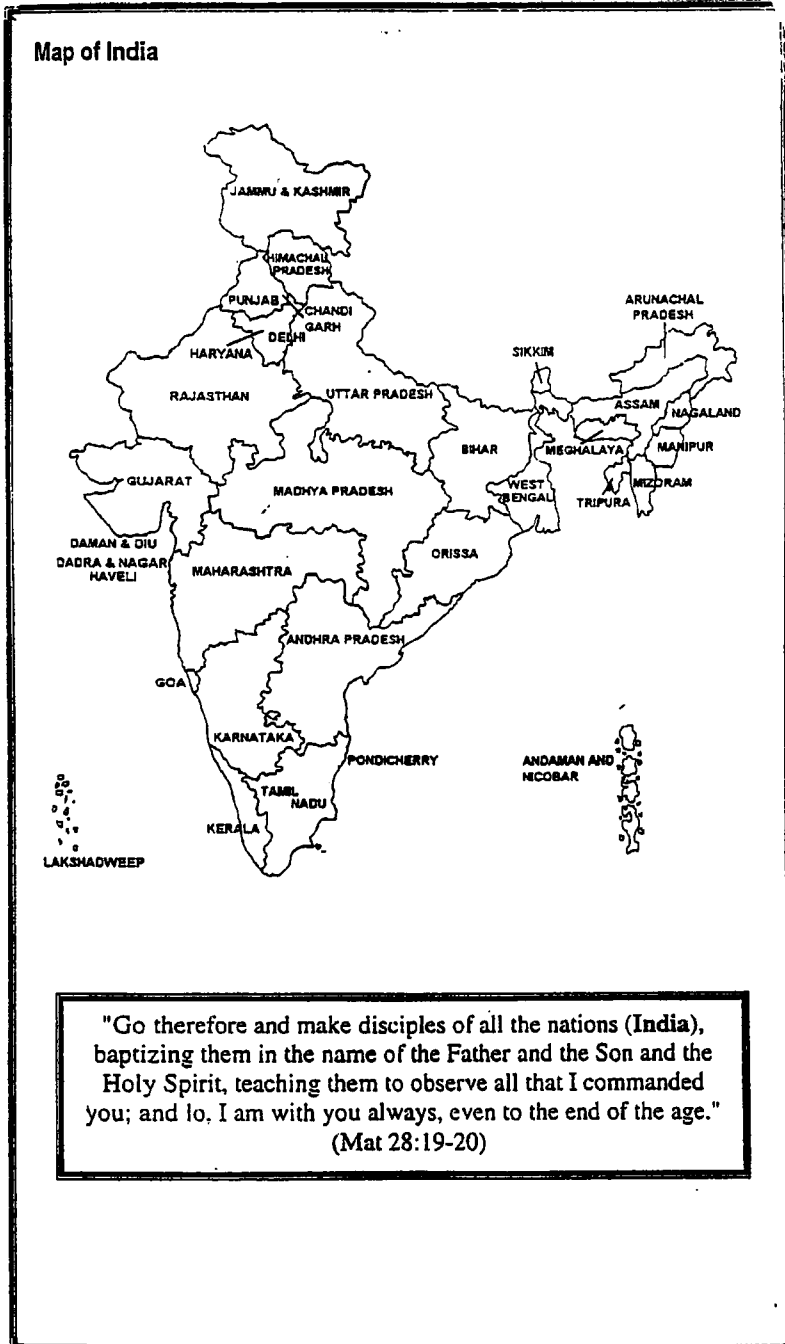 Map of India
JAMMU & KASHMIR
HIMACHAL
PRADESH
PUNJAB
CHANDI
GARH
DELHI
HARYANA
ARUNACHAL
PRADESH
SIKKIM
RAJASTHAN
UTTAR PRADESH
ASSAM
NAGALAND
BIHAR
MEGHALAYA
MANIPUR
GUJARAT
MADHYA PRADESH
WEST
BENGAL
TRIPURA
MIZORAM
DAMAN & DIU
DADRA & NAGAR
HAVELI
MAHARASHTRA
ORISSA
ANDHRA PRADESH
GOA
KARNATAKA
PONDICHERRY
ANDAMAN AND
NICOBAR
TAMIL
NADU
KERALA
LAKSHADWEEP
"Go therefore and make disciples of all the nations (India),
baptizing them in the name of the Father and the Son and the
Holy Spirit, teaching them to observe all that I commanded
you; and lo, I am with you always, even to the end of the age."
(Mat 28:19-20)